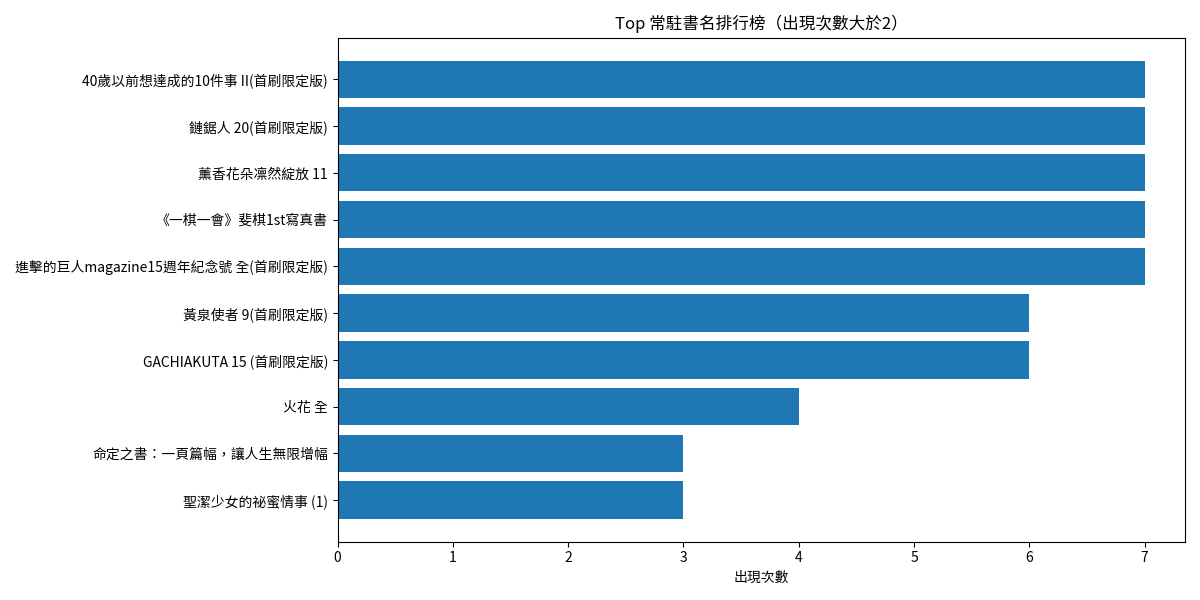 Top 常駐書名排行榜（出現次數大於2）
40歲以前想達成的10件事 II(首刷限定版)
鏈鋸人 20(首刷限定版)
薰香花朵凛然綻放 11
《一棋一會》斐棋1st寫真書
進擊的巨人magazine15週年紀念號 全(首刷限定版)
黃泉使者 9(首刷限定版)
GACHIAKUTA 15 (首刷限定版)
火花 全
命定之書：一頁篇幅，讓人生無限增幅
聖潔少女的祕蜜情事 (1)
0 1 2 3 4 5 6 7
出現次數